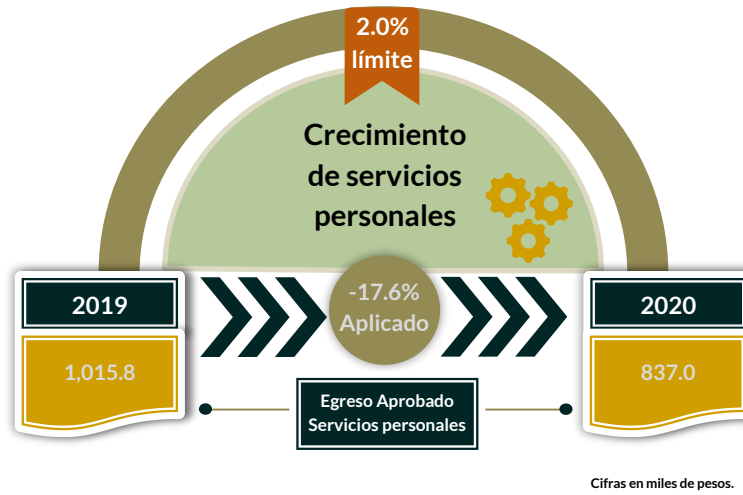 2.0%
límite
Crecimiento
de servicios
personales
-17.6%
Aplicado
2019
2020
1,015.8
837.0
Egreso Aprobado
Servicios personales
Cifras en miles de pesos.